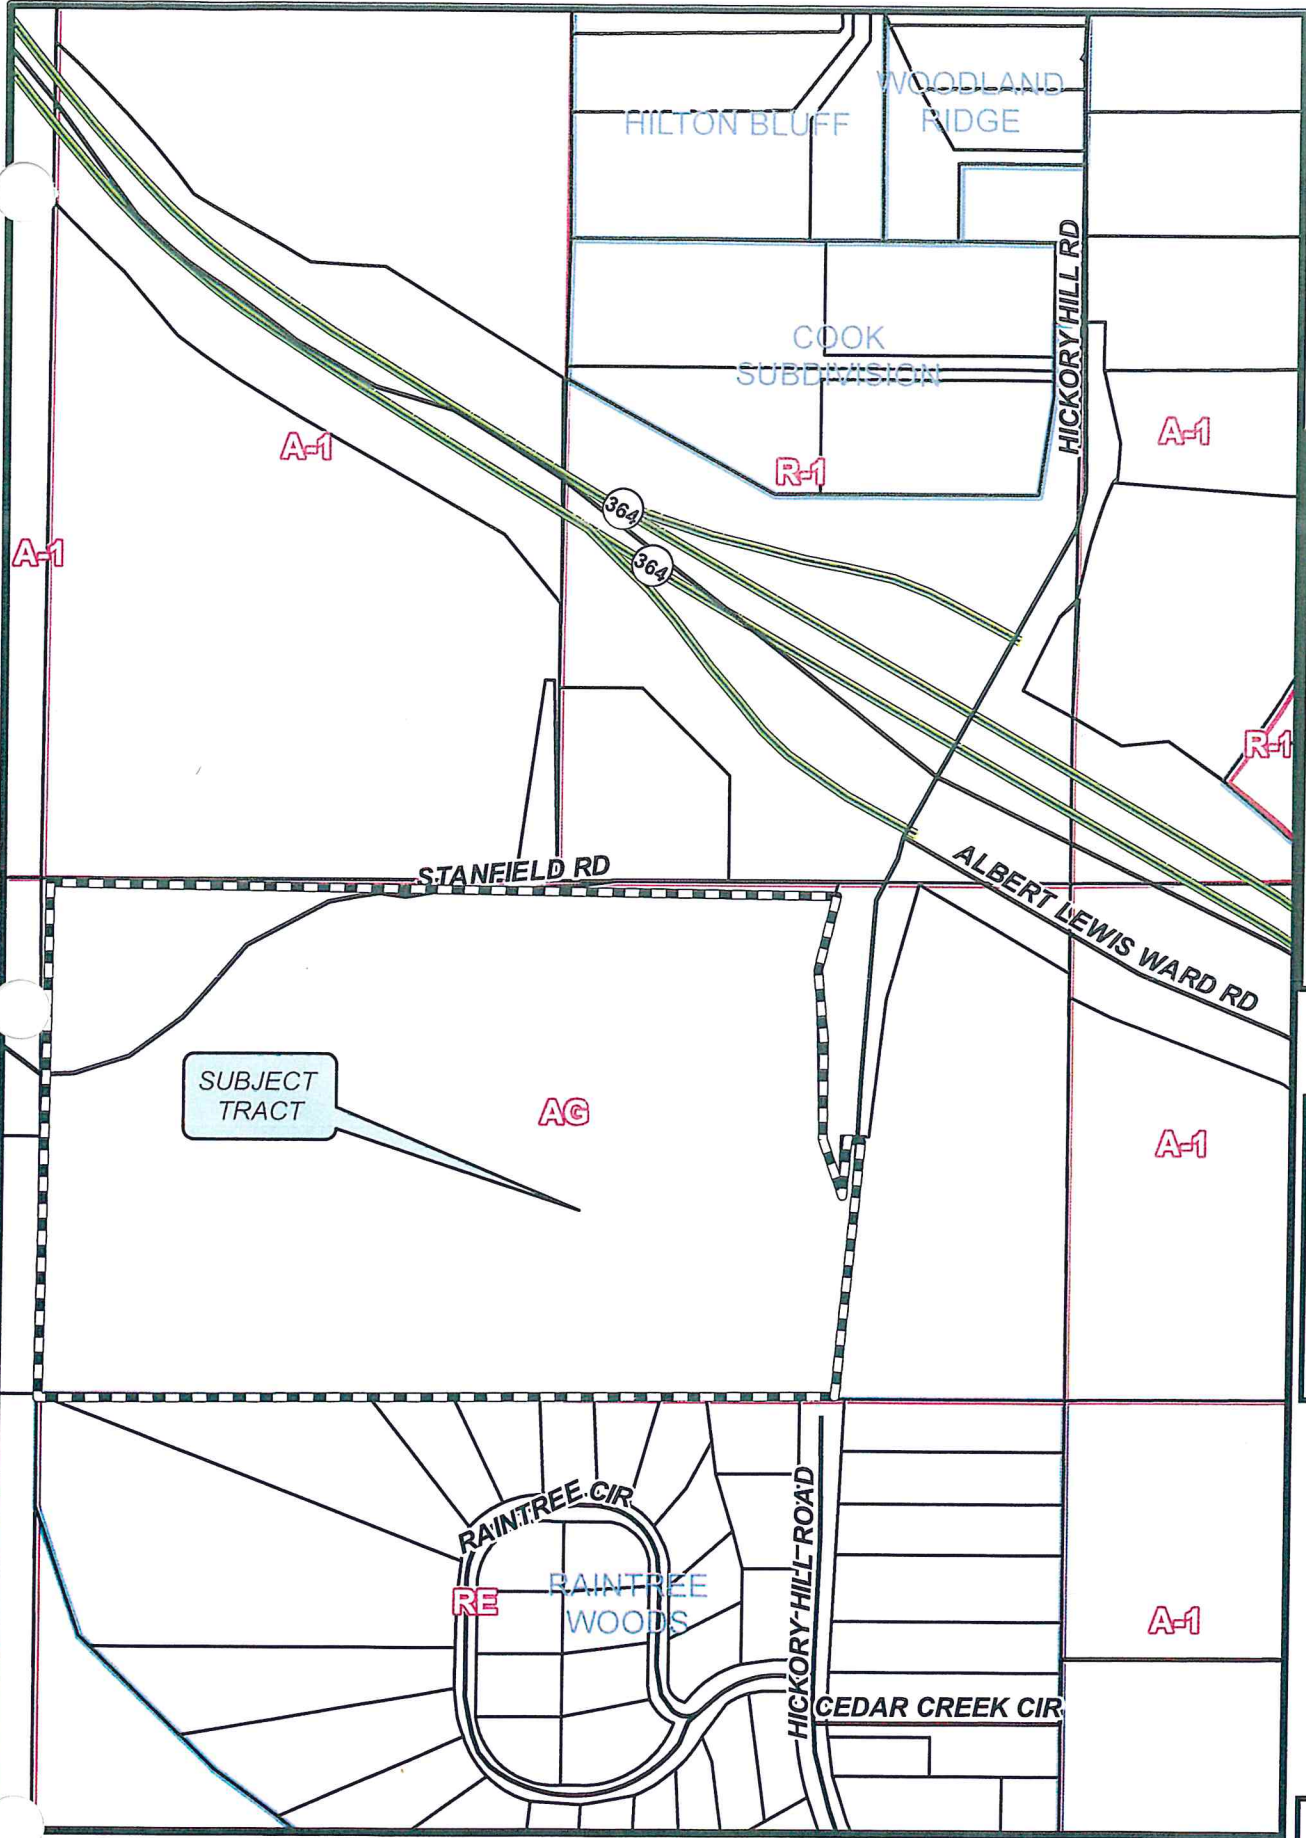 WOODLAND
RIDGE
HILTON BLUFF
HICKORY HILL RD
COOK
SUBDIVISION
A-1
A-1
R-1
364
A-1
364
R-1
STANFIELD RD
ALBERT LEWIS WARD RD
SUBJECT
TRACT
AG
A-1
RAINTREE CIR
HICKORY HILL ROAD
RE
RAINTREE
WOODS
A-1
CEDAR CREEK CIR